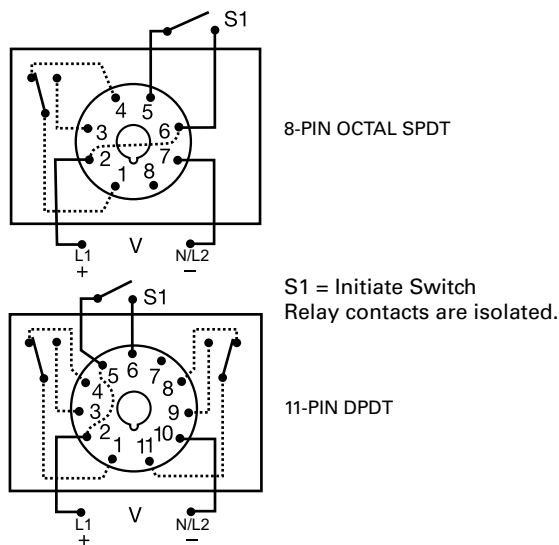 S1
4 5
3 6
2 7
1 8
8-PIN OCTAL SPDT
L1 V N/L2
+ −
S1
S1 = Initiate Switch
Relay contacts are isolated.
5 6 7
4 8
3 9
2 10
1 11
11-PIN DPDT
L1 V N/L2
+ −